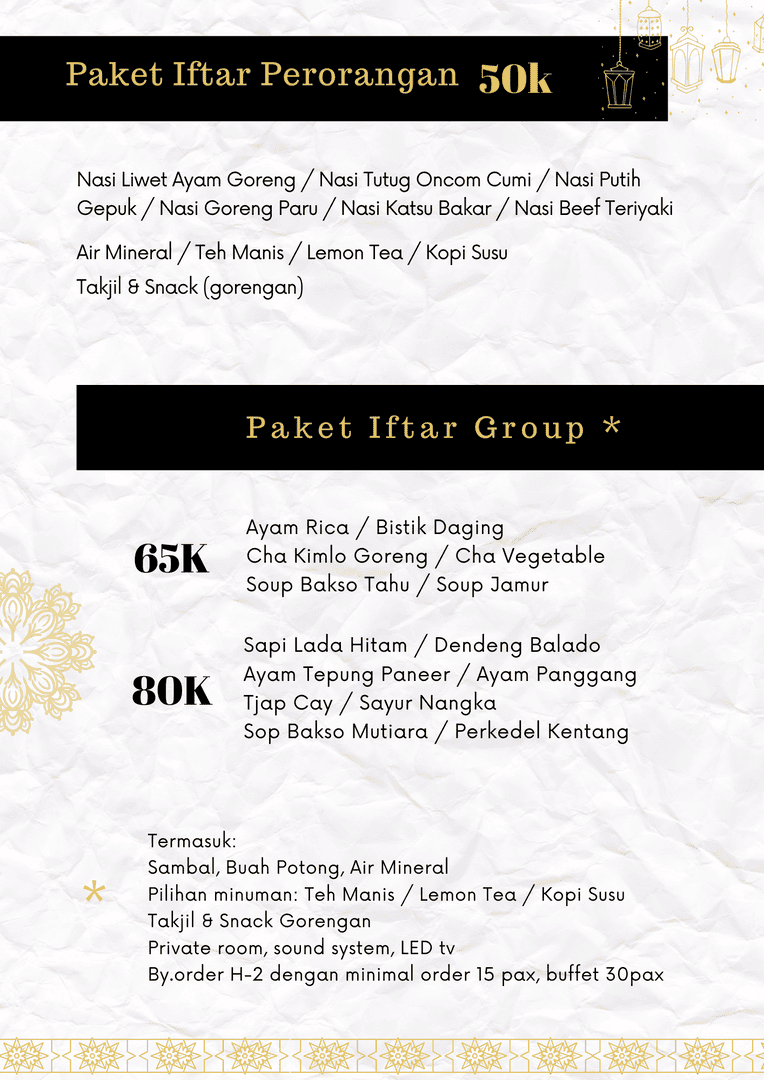 Paket Iftar Perorangan 50k
Nasi Liwet Ayam Goreng / Nasi Tutug Oncom Cumi / Nasi Putih
Gepuk / Nasi Goreng Paru / Nasi Katsu Bakar / Nasi Beef Teriyaki
Air Mineral / Teh Manis / Lemon Tea / Kopi Susu
Takjil & Snack (gorengan)
Paket Iftar Group *
65K
Ayam Rica / Bistik Daging
Cha Kimlo Goreng / Cha Vegetable
Soup Bakso Tahu / Soup Jamur
80K
Sapi Lada Hitam / Dendeng Balado
Ayam Tepung Paneer / Ayam Panggang
Tjap Cay / Sayur Nangka
Sop Bakso Mutiara / Perkedel Kentang
*
Termasuk:
Sambal, Buah Potong, Air Mineral
Pilihan minuman: Teh Manis / Lemon Tea / Kopi Susu
Takjil & Snack Gorengan
Private room, sound system, LED tv
By.order H-2 dengan minimal order 15 pax, buffet 30pax